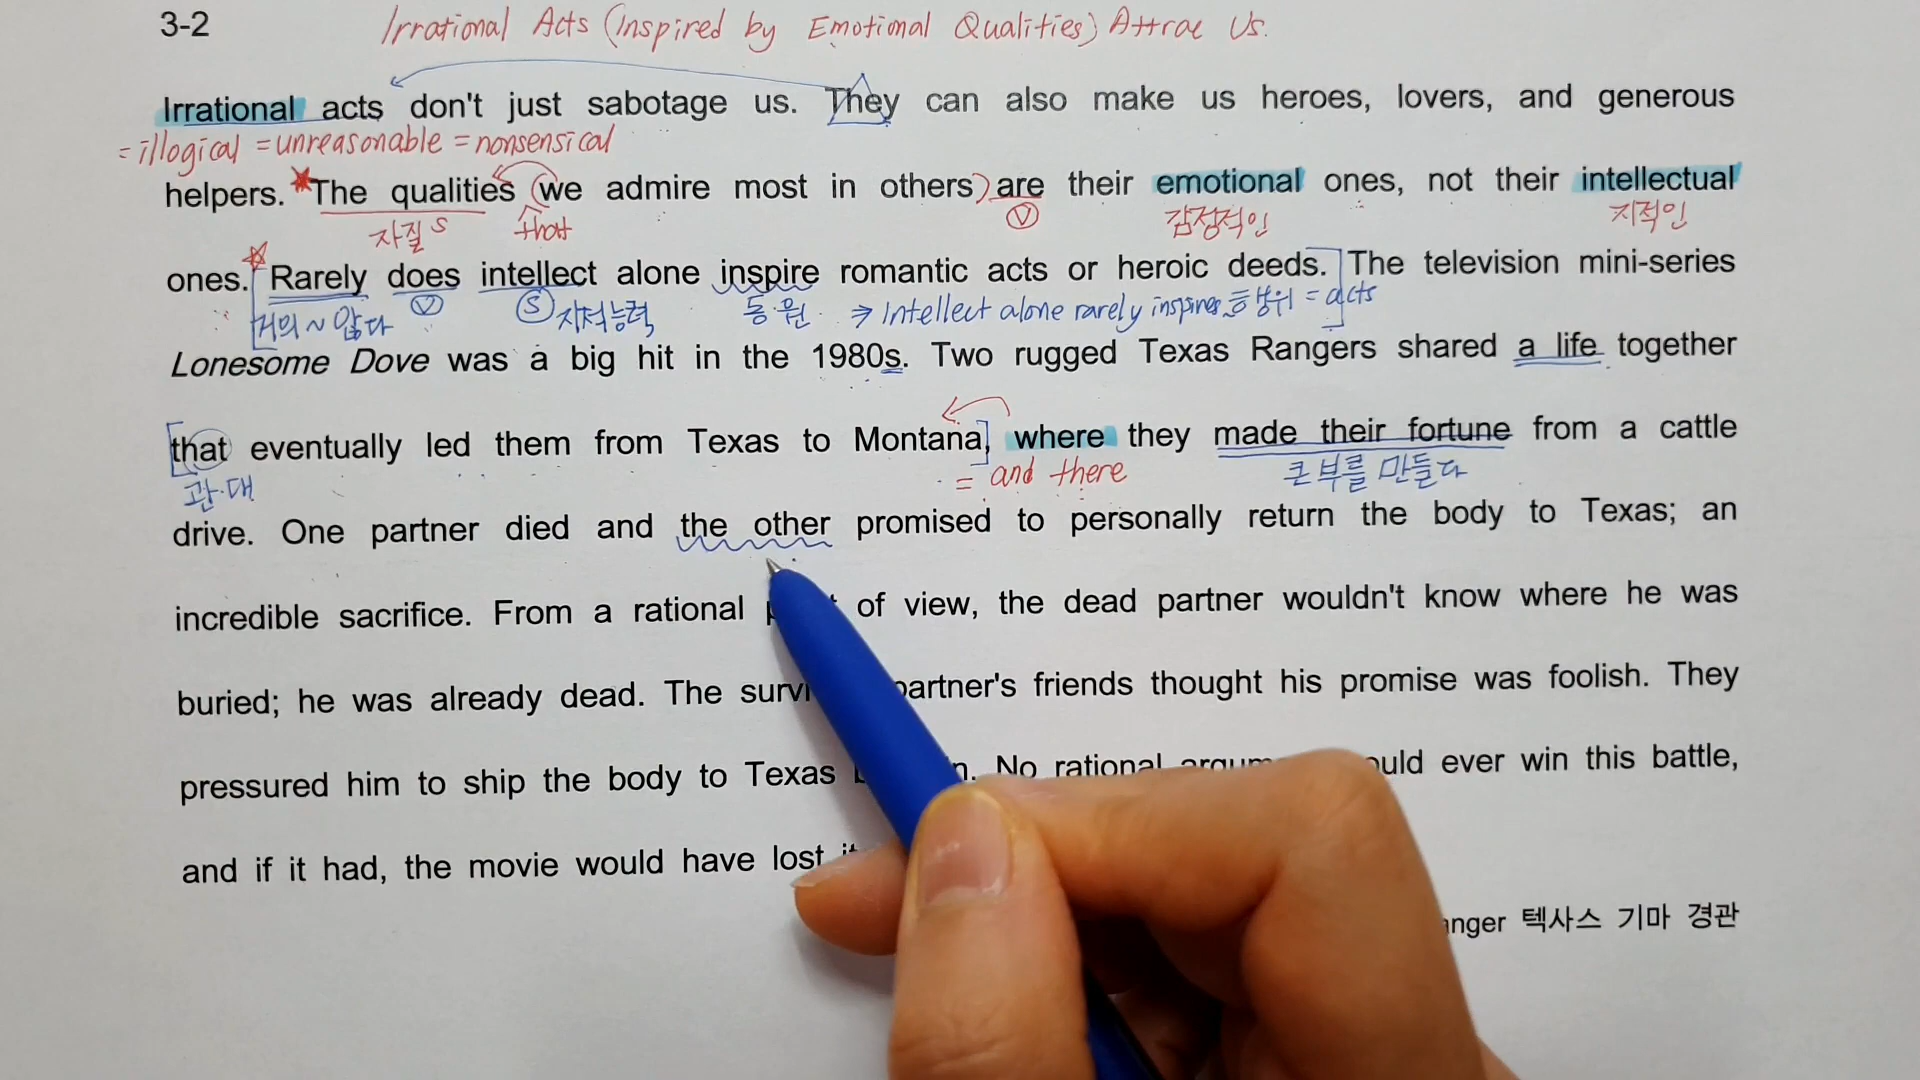 3-2
Irrational Acts (Inspired by Emotional Qualities) Attrac Us.
Irrational acts don't just sabotage us. They can also make us heroes, lovers, and generous
= illogical = unreasonable = nonsensical
helpers. The qualities we admire most in others) are their emotional ones, not their intellectual
자질 s that V 감정적인 지적인
ones. Rarely does intellect alone inspire romantic acts or heroic deeds. The television mini-series
거의 ~ 않다 V S 지적능력 동·원 ⇒ Intellect alone rarely inspires 행위 = acts
Lonesome Dove was a big hit in the 1980s. Two rugged Texas Rangers shared a life together
[that eventually led them from Texas to Montana], where they made their fortune from a cattle
관·대 = and there 큰 부를 만들다
drive. One partner died and the other promised to personally return the body to Texas; an
incredible sacrifice. From a rational of view, the dead partner wouldn't know where he was
buried; he was already dead. The partner's friends thought his promise was foolish. They
pressured him to ship the body to Texas No rational ever win this battle,
and if it had, the movie would have lost
텍사스 기마 경관